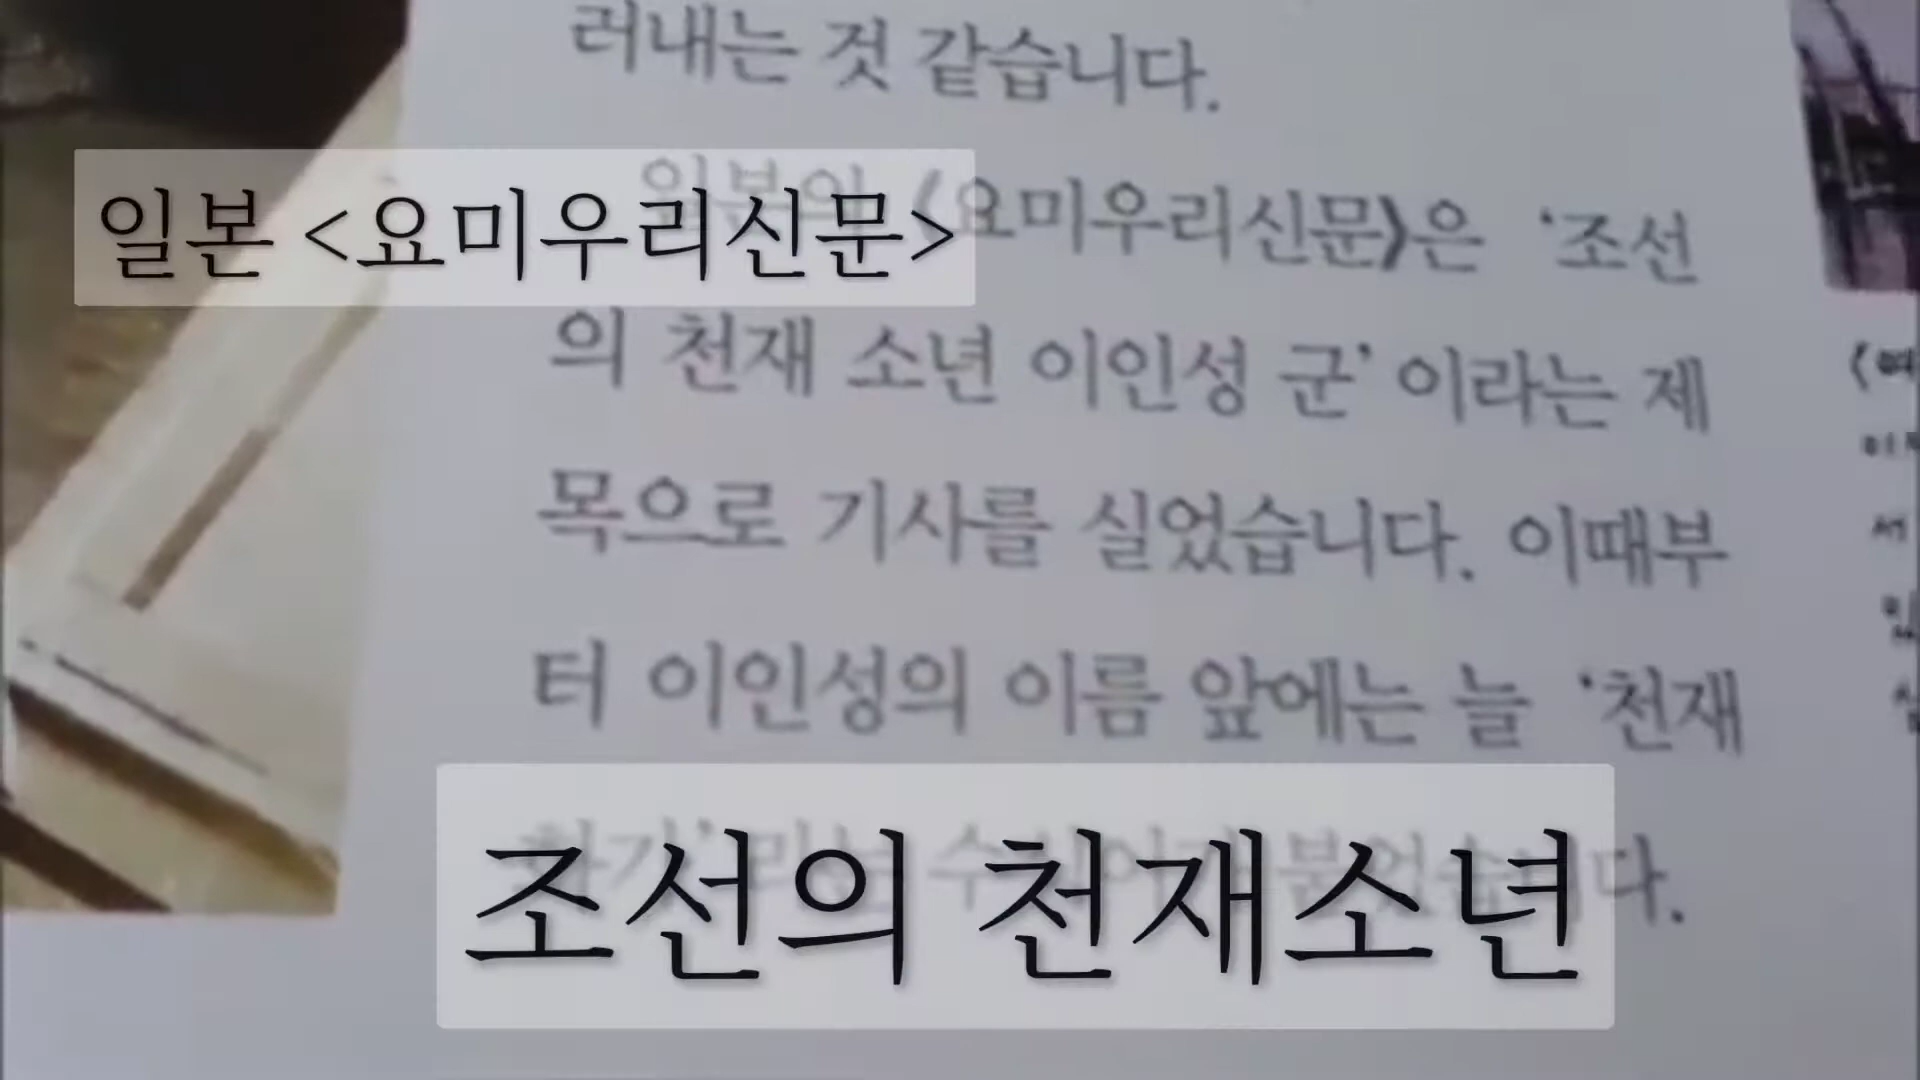 러내는 것 같습니다.
일본 <요미우리신문>
일본의 《요미우리신문》은 '조선
의 천재 소년 이인성 군' 이라는 제
목으로 기사를 실었습니다. 이때부
터 이인성의 이름 앞에는 늘 '천재
조선의 천재소년